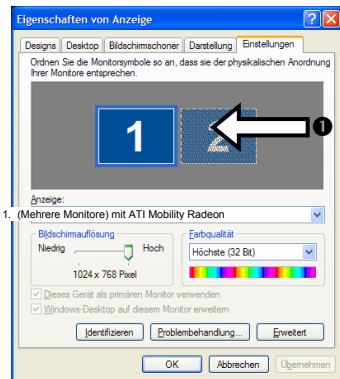 Eigenschaften von Anzeige
Designs Desktop Bildschirmschoner Darstellung Einstellungen
Ordnen Sie die Monitorsymbole so an, dass sie der physikalischen Anordnung
Ihrer Monitore entsprechen.
1 2 ❶
Anzeige:
1. (Mehrere Monitore) mit ATI Mobility Radeon
Bildschirmauflösung
Niedrig Hoch
1024 x 768 Pixel
Farbqualität
Höchste (32 Bit)
Dieses Gerät als primären Monitor verwenden
Windows-Desktop auf diesem Monitor erweitern
Identifizieren Problembehandlung... Erweitert
OK Abbrechen Übernehmen